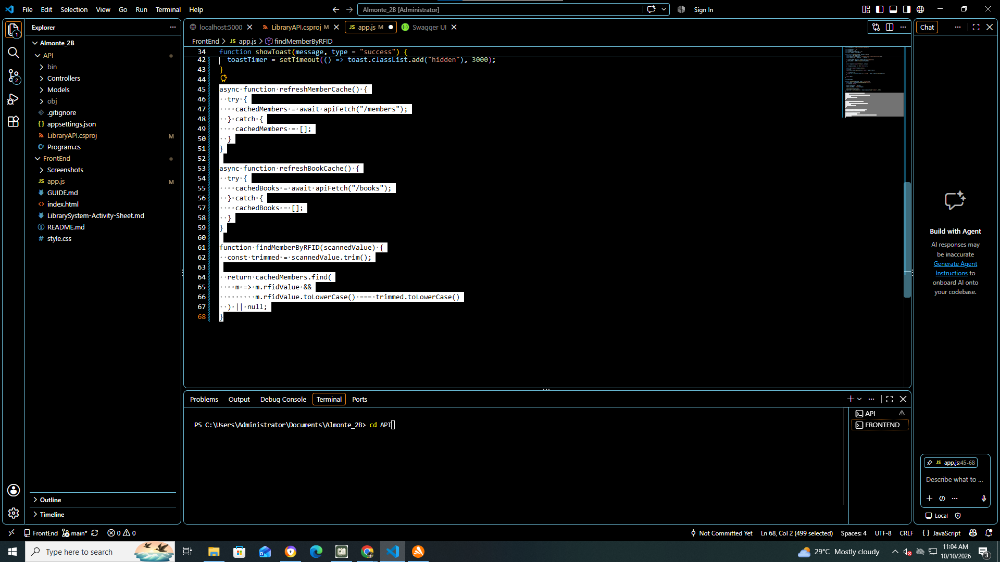 File Edit Selection View Go Run Terminal Help
Almonte_2B [Administrator]
Sign In
Explorer
Almonte_2B
API
bin
Controllers
Models
obj
.gitignore
appsettings.json
LibraryAPI.csproj M
Program.cs
FrontEnd
Screenshots
app.js M
GUIDE.md
index.html
LibrarySystem-Activity-Sheet.md
README.md
style.css
Outline
Timeline
localhost:5000 LibraryAPI.csproj M JS app.js M Swagger UI
FrontEnd > JS app.js > findMemberByRFID
34 function showToast(message, type = "success") {
42 toastTimer = setTimeout(() => toast.classList.add("hidden"), 3000);
43 }
44
45 async function refreshMemberCache() {
46 try {
47 cachedMembers = await apiFetch("/members");
48 } catch {
49 cachedMembers = [];
50 }
51 }
52
53 async function refreshBookCache() {
54 try {
55 cachedBooks = await apiFetch("/books");
56 } catch {
57 cachedBooks = [];
58 }
59 }
60
61 function findMemberByRFID(scannedValue) {
62 const trimmed = scannedValue.trim();
63
64 return cachedMembers.find(
65 m => m.rfidValue &&
66 m.rfidValue.toLowerCase() === trimmed.toLowerCase()
67 ) || null;
68 }
Problems Output Debug Console Terminal Ports
PS C:\Users\Administrator\Documents\Almonte_2B> cd API
API
FRONTEND
Chat
Build with Agent
AI responses may
be inaccurate
Generate Agent
Instructions to
onboard AI onto
your codebase.
JS app.js:45-68
Describe what to ...
Local
FrontEnd main* 0 0
Not Committed Yet Ln 68, Col 2 (499 selected) Spaces: 4 UTF-8 CRLF { } JavaScript
Type here to search
29°C Mostly cloudy
11:04 AM
10/10/2026
3